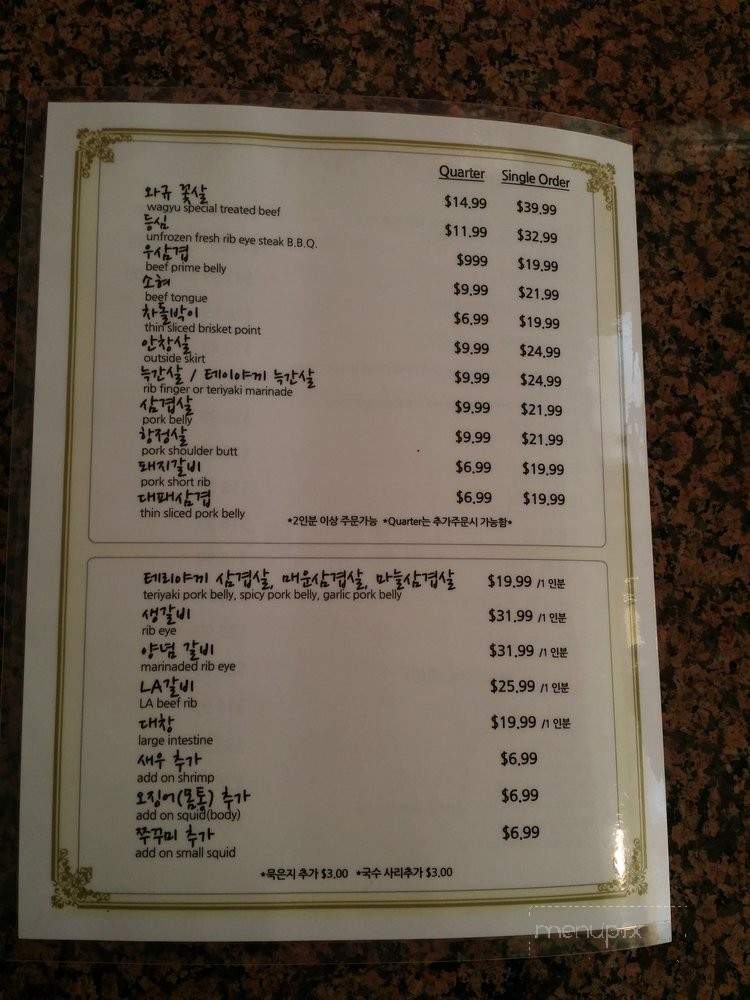 Quarter Single Order
와규 꽃살
wagyu special treated beef $14.99 $39.99
등심
unfrozen fresh rib eye steak B.B.Q. $11.99 $32.99
우삼겹
beef prime belly $999 $19.99
소혀
beef tongue $9.99 $21.99
차돌박이
thin sliced brisket point $6.99 $19.99
안창살
outside skirt $9.99 $24.99
늑간살 / 테이야끼 늑간살
rib finger or teriyaki marinade $9.99 $24.99
삼겹살
pork belly $9.99 $21.99
항정살
pork shoulder butt $9.99 $21.99
돼지갈비
pork short rib $6.99 $19.99
대패삼겹
thin sliced pork belly $6.99 $19.99
*2인분 이상 주문가능 *Quarter는 추가주문시 가능함*
테리야끼 삼겹살, 매운삼겹살, 마늘삼겹살 $19.99 /1 인분
teriyaki pork belly, spicy pork belly, garlic pork belly
생갈비 $31.99 /1 인분
rib eye
양념 갈비 $31.99 /1 인분
marinaded rib eye
LA갈비 $25.99 /1 인분
LA beef rib
대창 $19.99 /1 인분
large intestine
새우 추가 $6.99
add on shrimp
오징어(몸통) 추가 $6.99
add on squid(body)
쭈꾸미 추가 $6.99
add on small squid
*묵은지 추가 $3.00 *국수 사리추가 $3.00
menupix